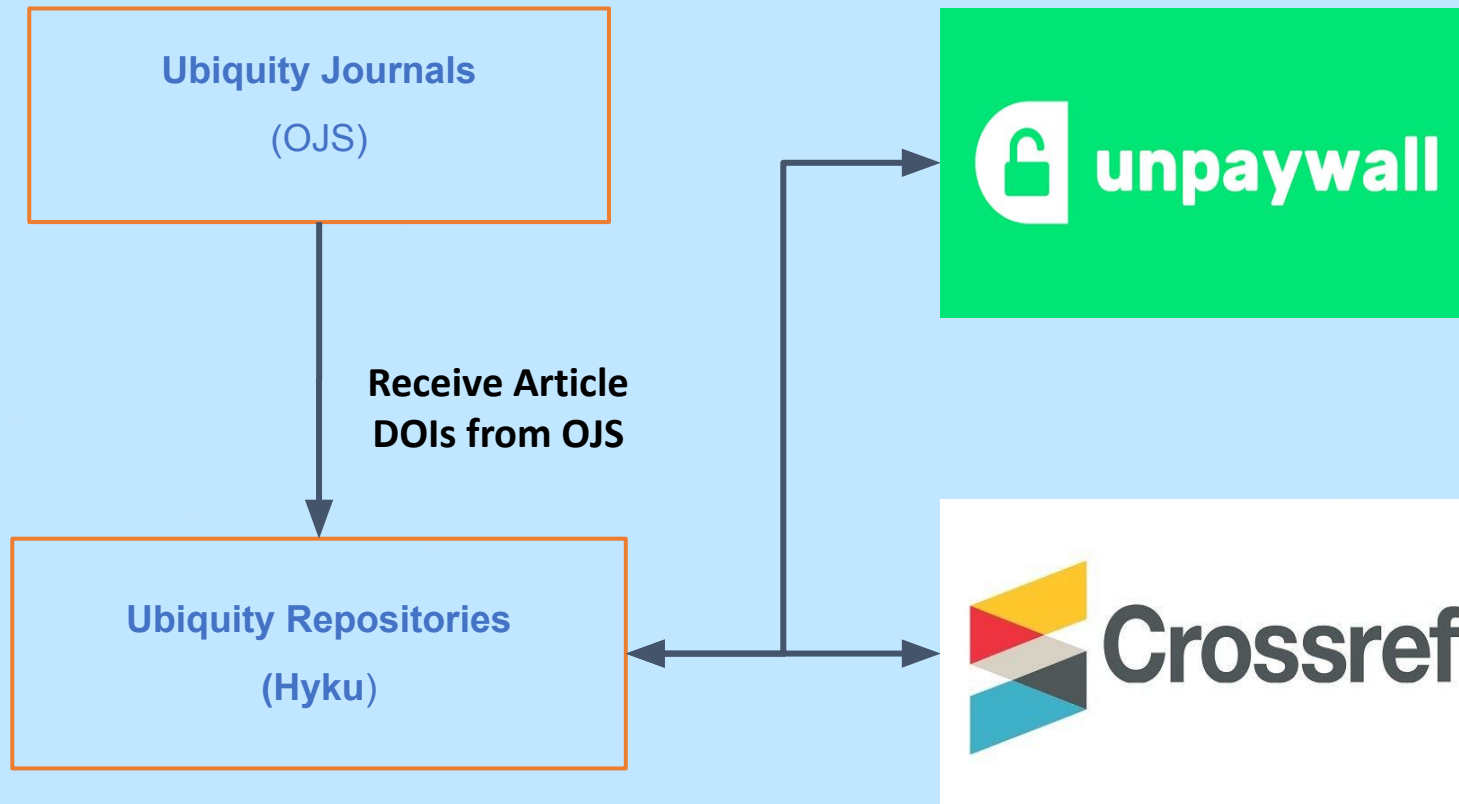 Ubiquity Journals
(OJS)
unpaywall
Receive Article
DOIs from OJS
Ubiquity Repositories
(Hyku)
Crossref